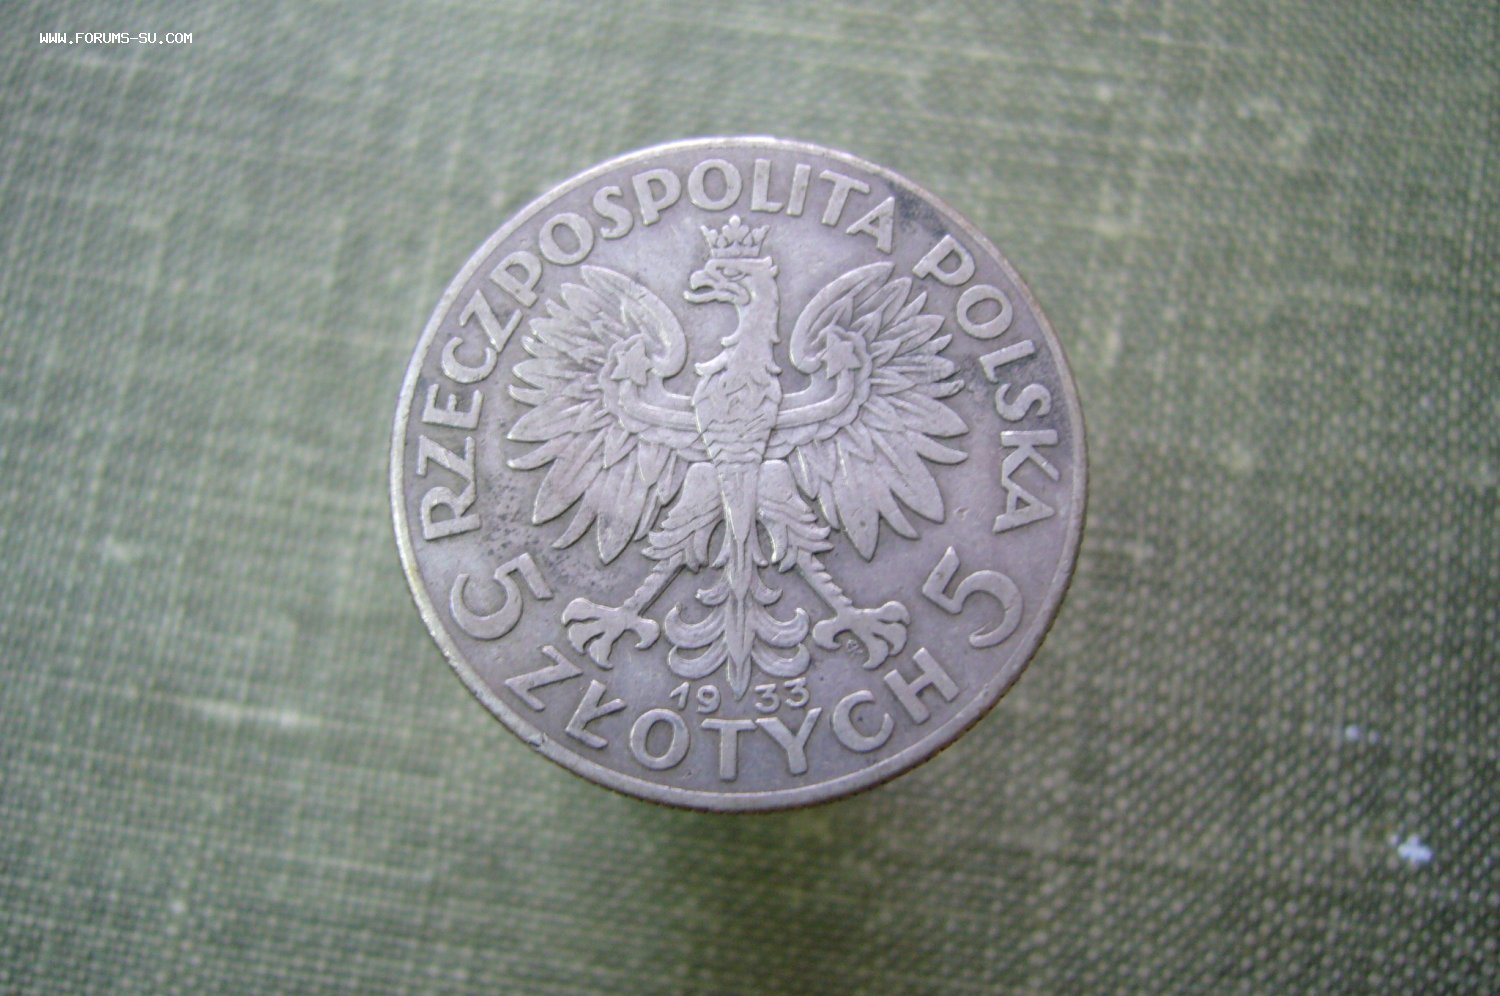 WWW.FORUMS-SU.COM
RZECZPOSPOLITA POLSKA
1933
5 ZŁOTYCH 5